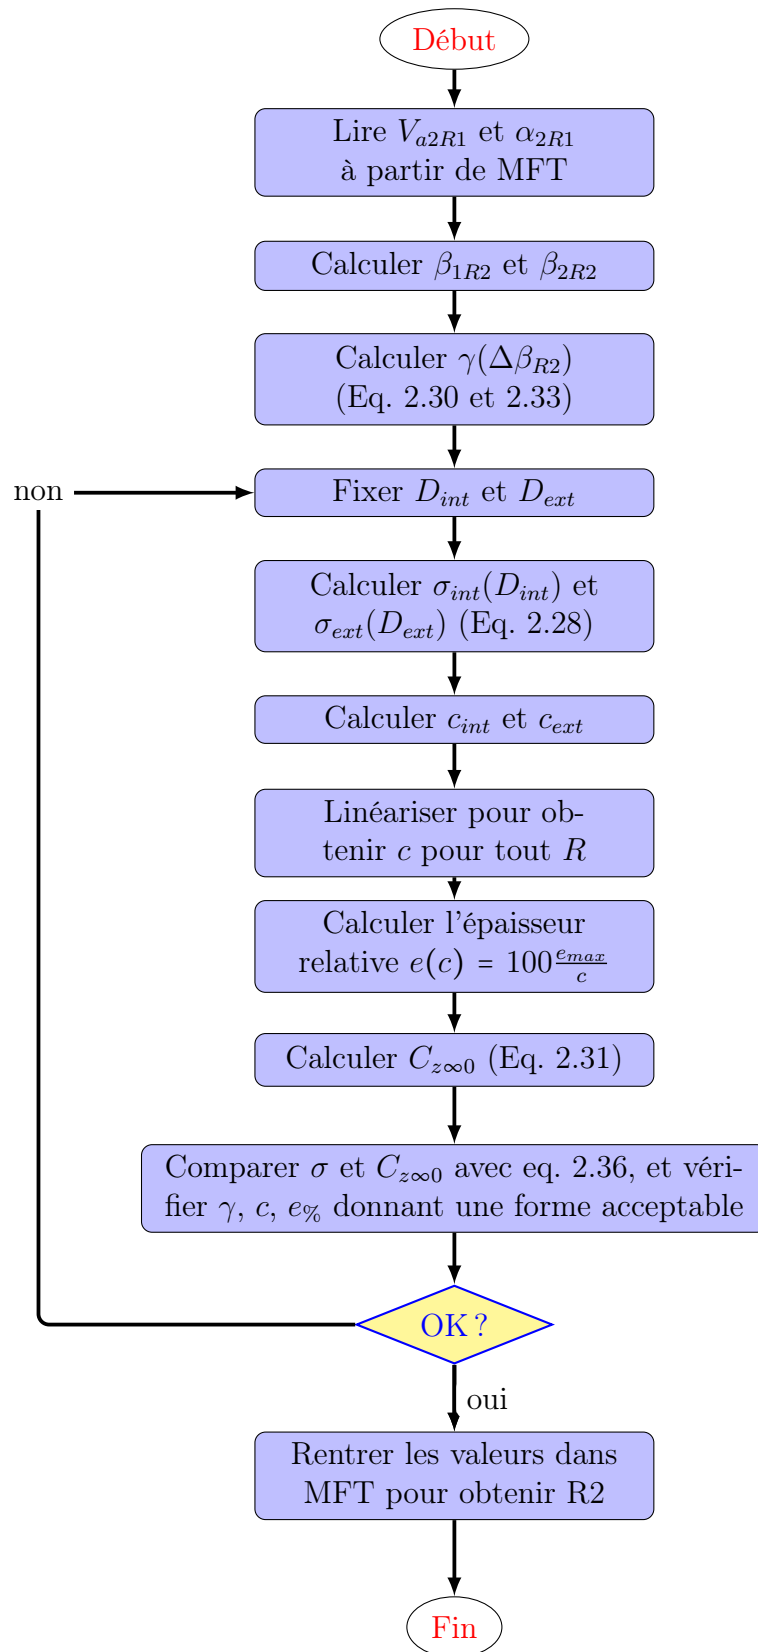 Début
Lire V_{a2R1} et α_{2R1}
à partir de MFT
Calculer β_{1R2} et β_{2R2}
Calculer γ(Δβ_{R2})
(Eq. 2.30 et 2.33)
non
Fixer D_{int} et D_{ext}
Calculer σ_{int}(D_{int}) et
σ_{ext}(D_{ext}) (Eq. 2.28)
Calculer c_{int} et c_{ext}
Linéariser pour ob-
tenir c pour tout R
Calculer l'épaisseur
relative e(c) = 100\frac{e_{max}}{c}
Calculer C_{z∞0} (Eq. 2.31)
Comparer σ et C_{z∞0} avec eq. 2.36, et véri-
fier γ, c, e_% donnant une forme acceptable
OK ?
oui
Rentrer les valeurs dans
MFT pour obtenir R2
Fin